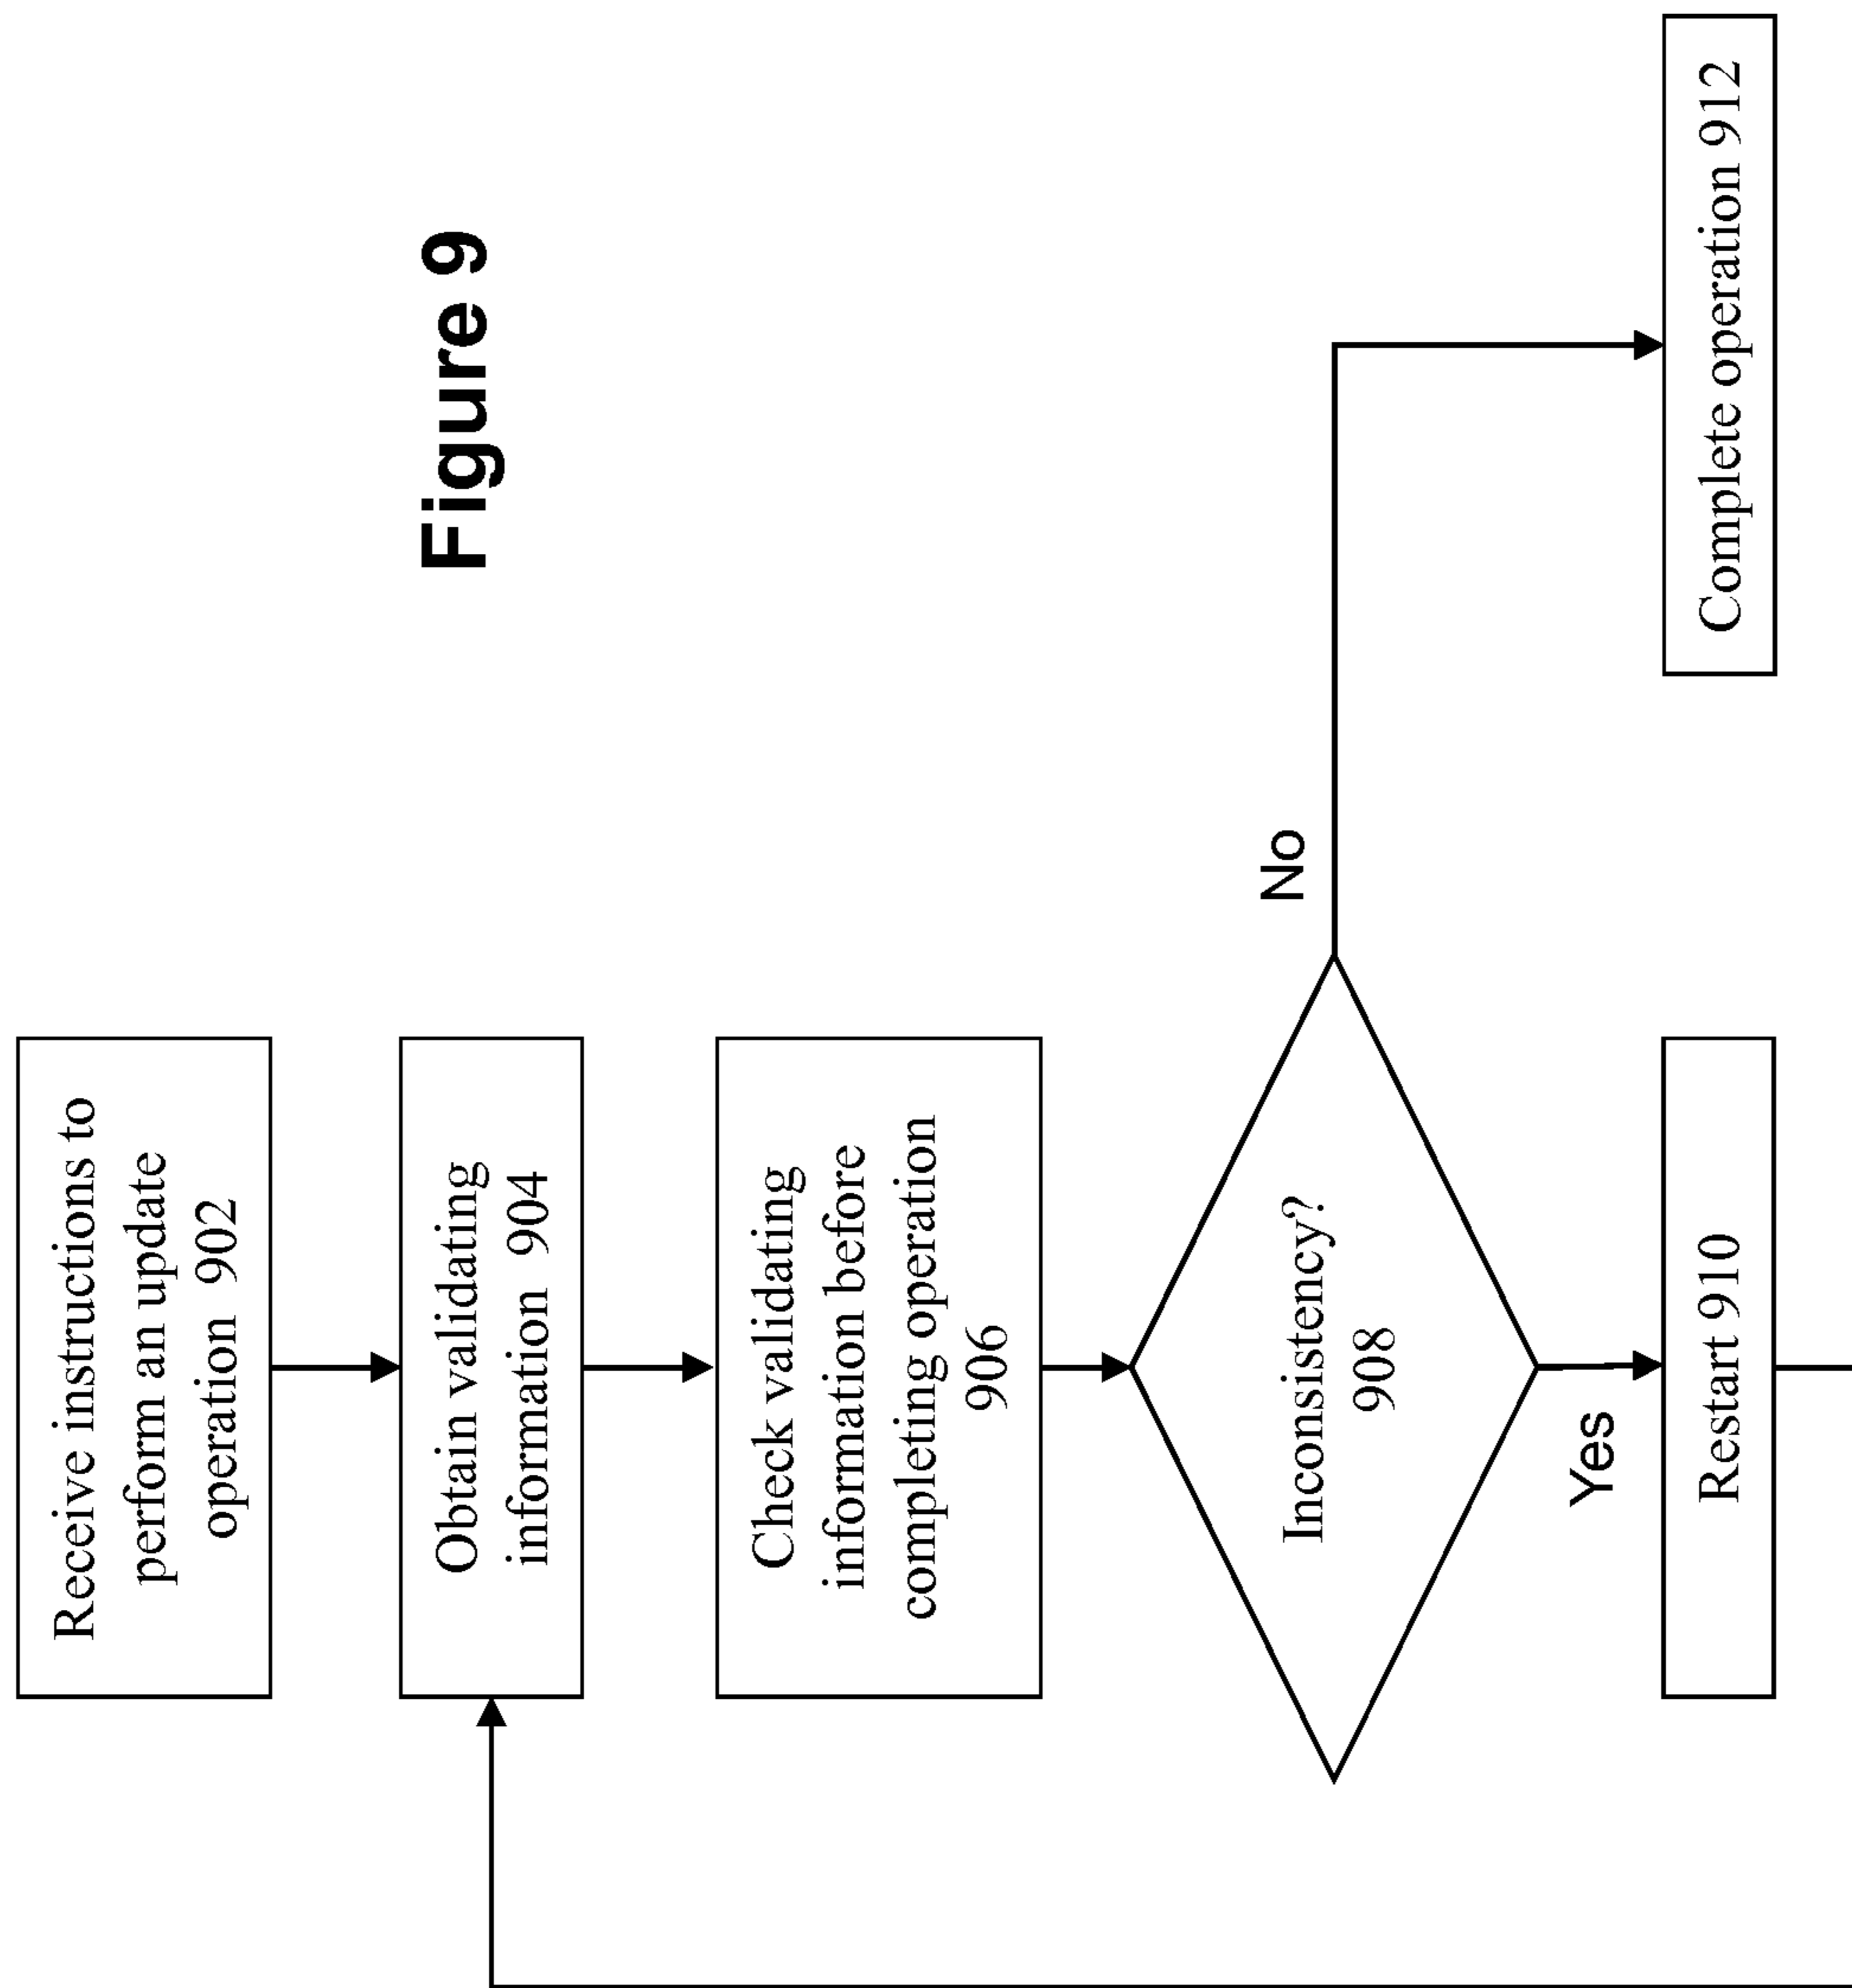 Figure 9
Receive instructions to
perform an update
operation 902
Obtain validating
information 904
Check validating
information before
completing operation
906
Inconsistency?
908
No
Yes
Restart 910
Complete operation 912